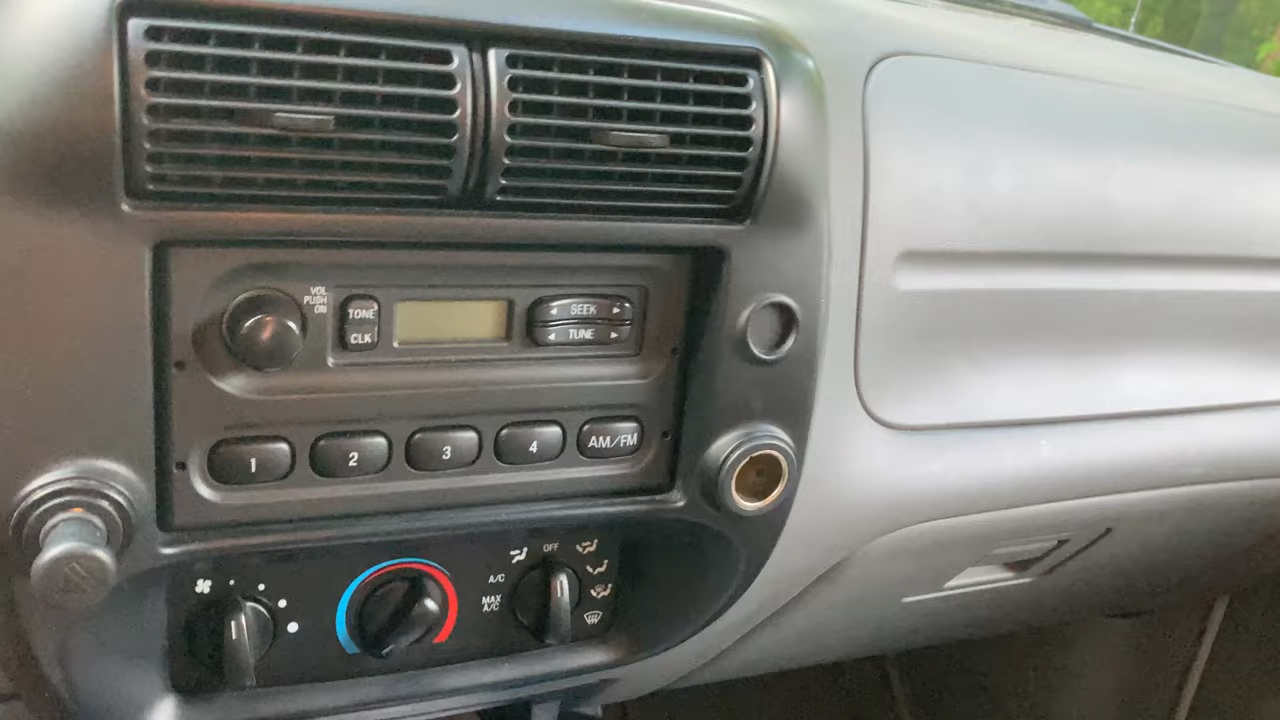 VOL
PUSH
ON
TONE
CLK
SEEK
TUNE
1
2
3
4
AM/FM
OFF
A/C
MAX
A/C